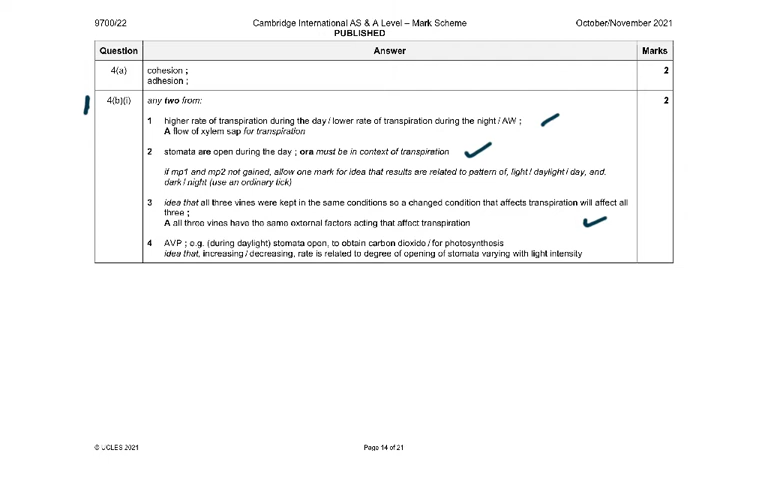 9700/22 Cambridge International AS & A Level – Mark Scheme October/November 2021
PUBLISHED
Question Answer Marks
4(a) cohesion ; 2
adhesion ;
4(b)(i) any two from: 2
1 higher rate of transpiration during the day / lower rate of transpiration during the night / AW ;
A flow of xylem sap for transpiration
2 stomata are open during the day ; ora must be in context of transpiration
if mp1 and mp2 not gained, allow one mark for idea that results are related to pattern of, light / daylight / day, and.
dark / night (use an ordinary tick)
3 idea that all three vines were kept in the same conditions so a changed condition that affects transpiration will affect all
three ;
A all three vines have the same external factors acting that affect transpiration
4 AVP ; e.g. (during daylight) stomata open, to obtain carbon dioxide / for photosynthesis
idea that, increasing / decreasing, rate is related to degree of opening of stomata varying with light intensity
© UCLES 2021 Page 14 of 21